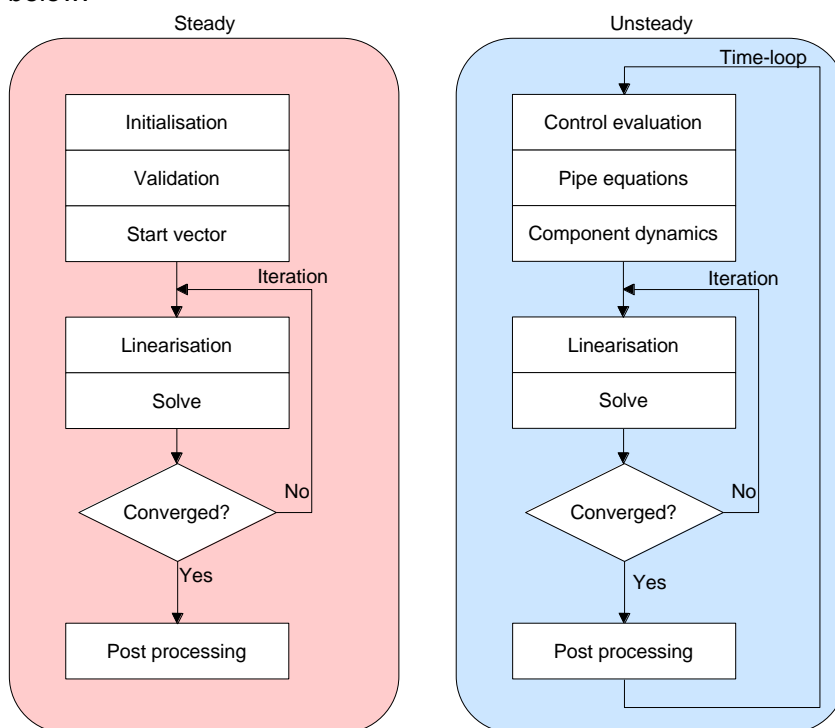 Steady
Initialisation
Validation
Start vector
Iteration
Linearisation
Solve
No
Converged?
Yes
Post processing
Unsteady
Time-loop
Control evaluation
Pipe equations
Component dynamics
Iteration
Linearisation
Solve
No
Converged?
Yes
Post processing